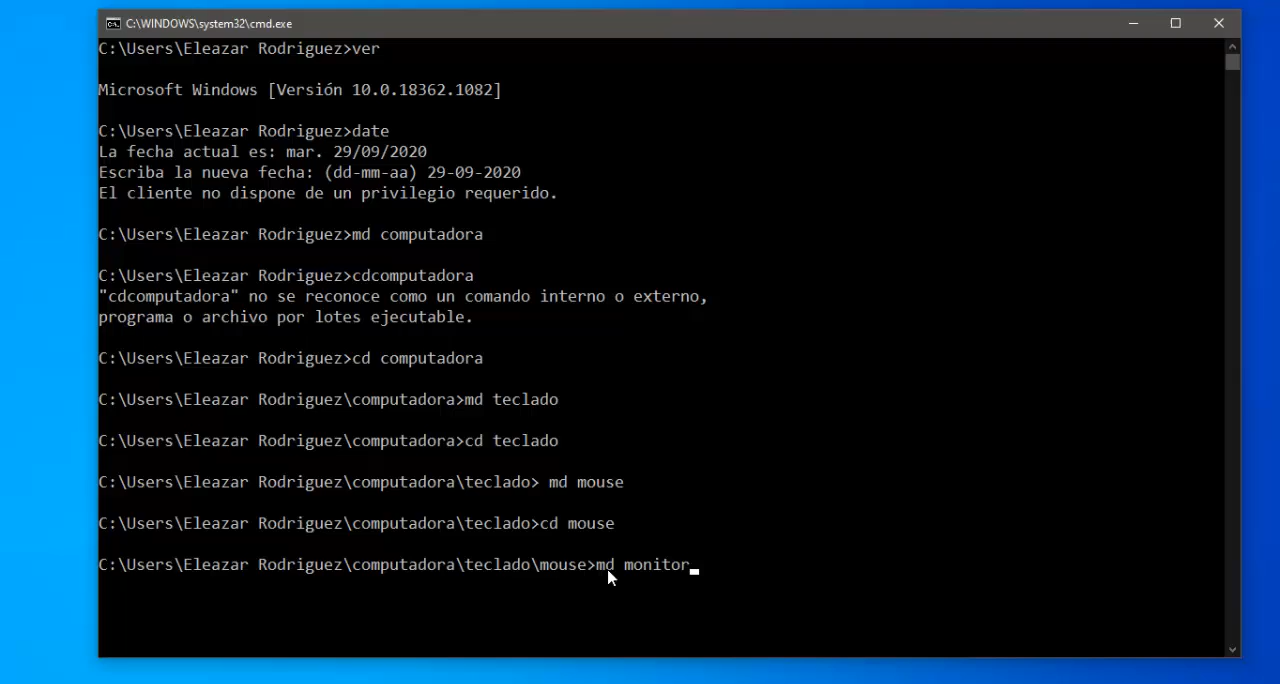 C:\WINDOWS\system32\cmd.exe
C:\Users\Eleazar Rodriguez>ver
Microsoft Windows [Versión 10.0.18362.1082]
C:\Users\Eleazar Rodriguez>date
La fecha actual es: mar. 29/09/2020
Escriba la nueva fecha: (dd-mm-aa) 29-09-2020
El cliente no dispone de un privilegio requerido.
C:\Users\Eleazar Rodriguez>md computadora
C:\Users\Eleazar Rodriguez>cdcomputadora
"cdcomputadora" no se reconoce como un comando interno o externo,
programa o archivo por lotes ejecutable.
C:\Users\Eleazar Rodriguez>cd computadora
C:\Users\Eleazar Rodriguez\computadora>md teclado
C:\Users\Eleazar Rodriguez\computadora>cd teclado
C:\Users\Eleazar Rodriguez\computadora\teclado> md mouse
C:\Users\Eleazar Rodriguez\computadora\teclado>cd mouse
C:\Users\Eleazar Rodriguez\computadora\teclado\mouse>md monitor